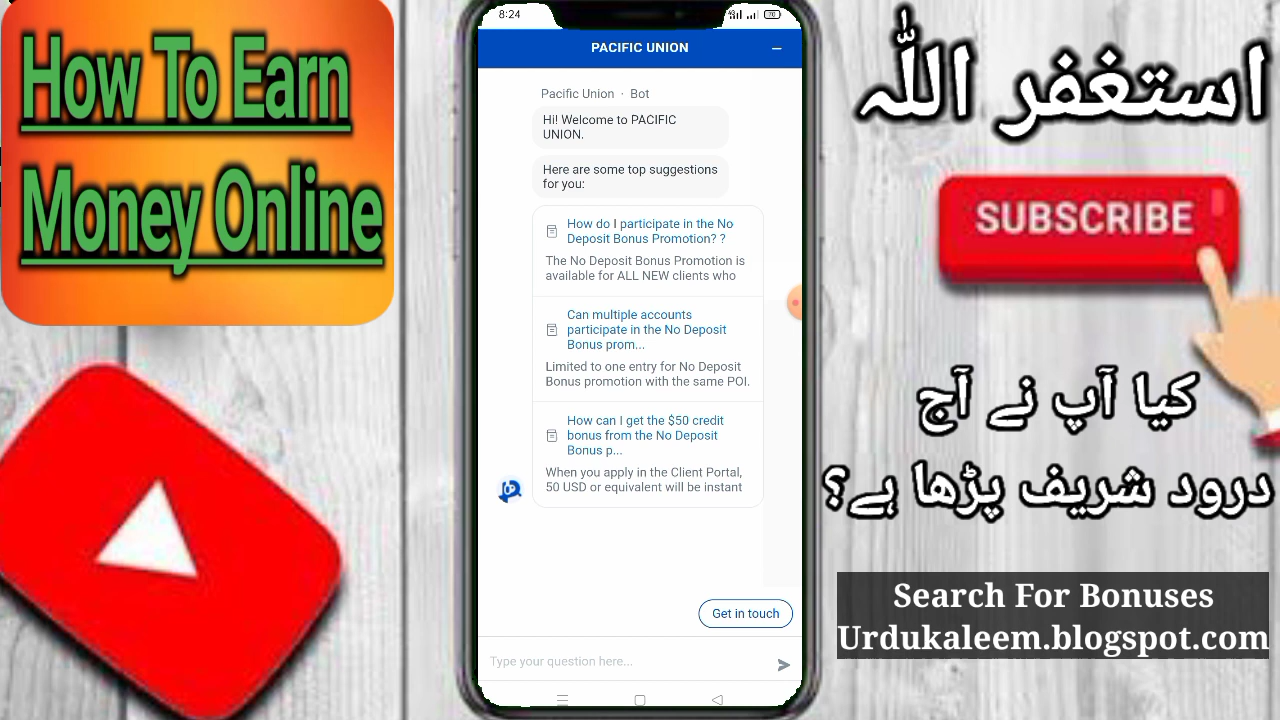 How To Earn
Money Online
8:24
PACIFIC UNION
Pacific Union · Bot
Hi! Welcome to PACIFIC
UNION.
Here are some top suggestions
for you:
How do I participate in the No
Deposit Bonus Promotion? ?
The No Deposit Bonus Promotion is
available for ALL NEW clients who
Can multiple accounts
participate in the No Deposit
Bonus prom...
Limited to one entry for No Deposit
Bonus promotion with the same POI.
How can I get the $50 credit
bonus from the No Deposit
Bonus p...
When you apply in the Client Portal,
50 USD or equivalent will be instant
Get in touch
Type your question here...
استغفر اللہ
SUBSCRIBE
کیا آپ نے آج
درود شریف پڑھا ہے؟
Search For Bonuses
Urdukaleem.blogspot.com